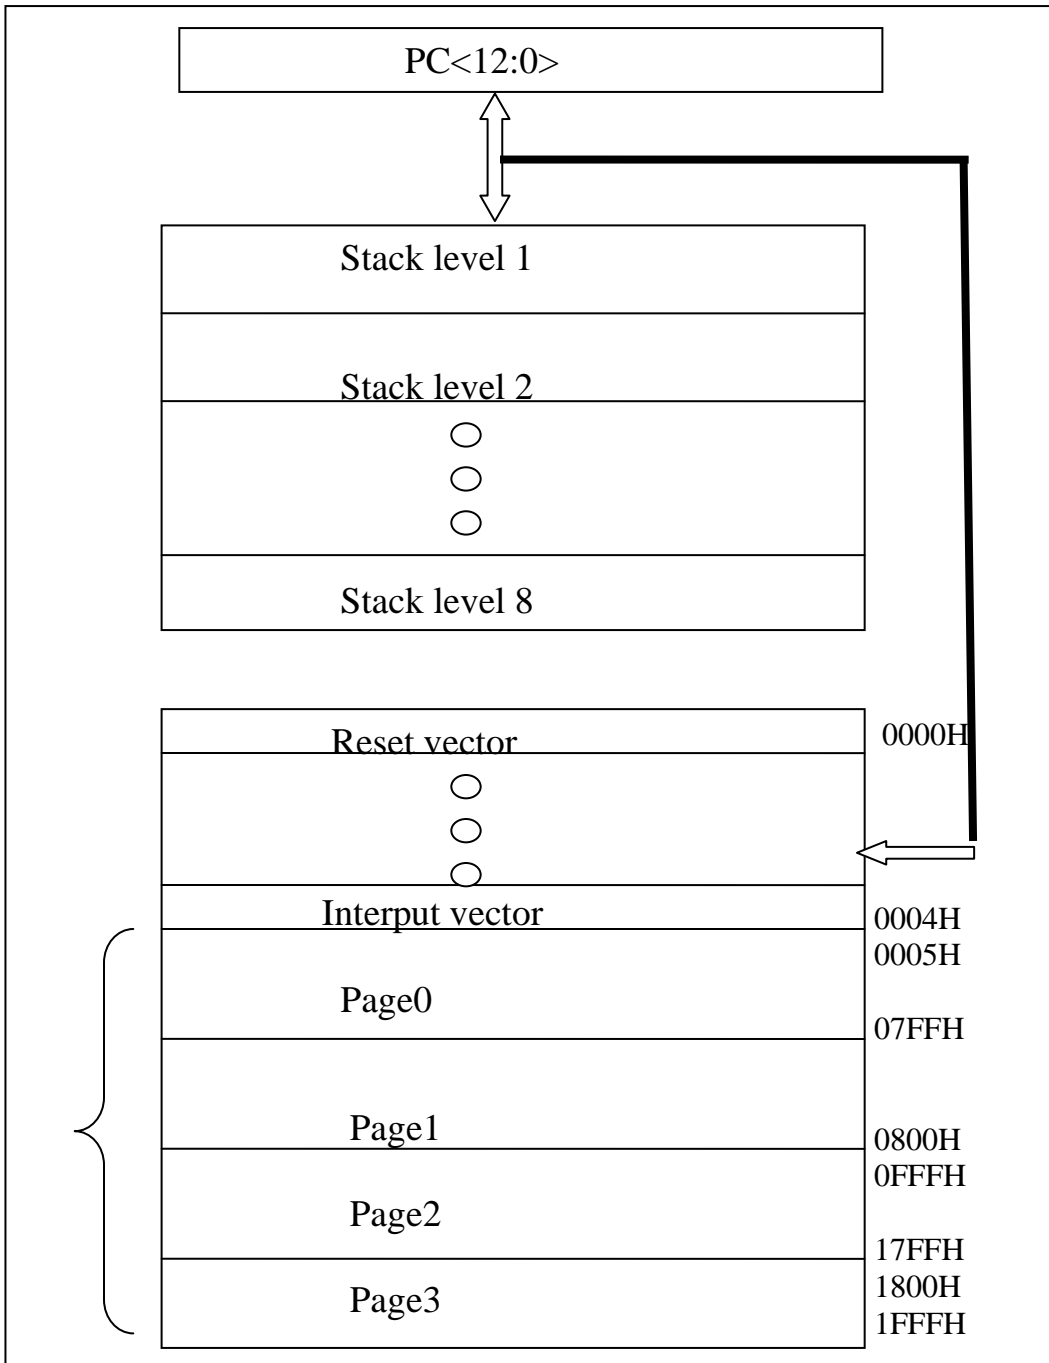 PC<12:0>
Stack level 1
Stack level 2
Stack level 8
Reset vector
0000H
Interput vector
0004H
0005H
Page0
07FFH
Page1
0800H
0FFFH
Page2
17FFH
1800H
Page3
1FFFH